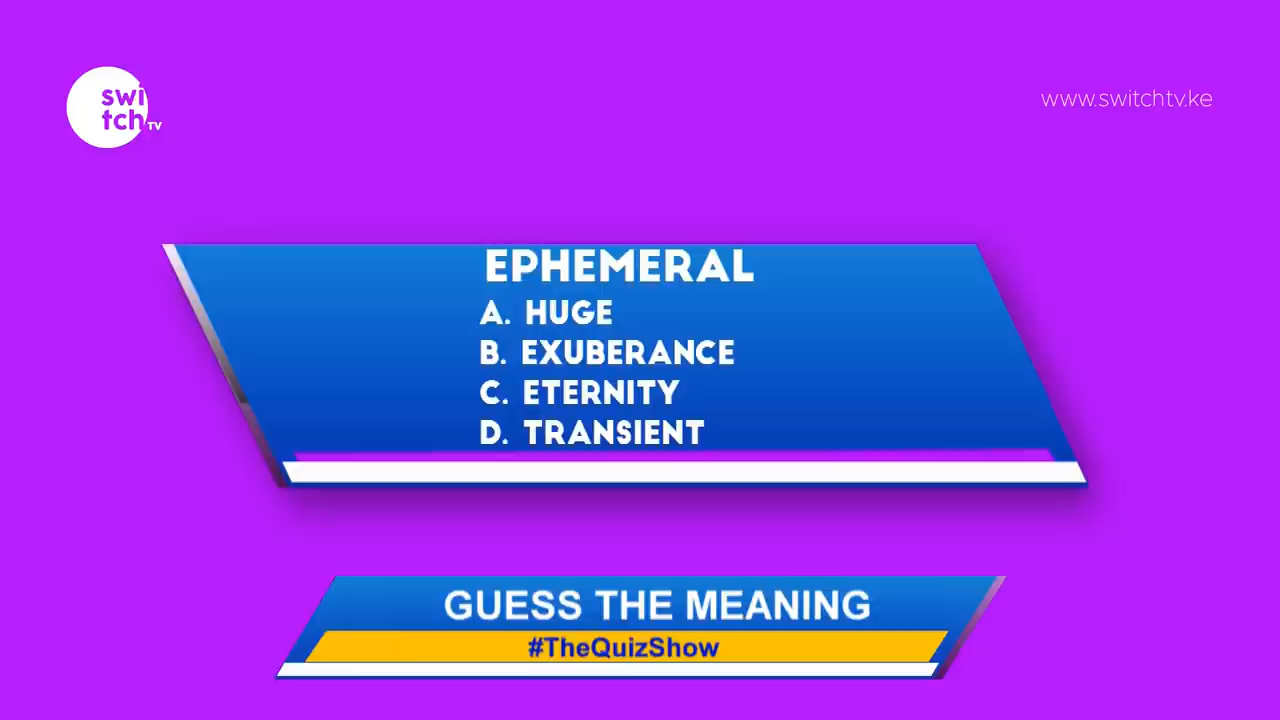 swi
tch TV
www.switchtv.ke
EPHEMERAL
A. HUGE
B. EXUBERANCE
C. ETERNITY
D. TRANSIENT
GUESS THE MEANING
#TheQuizShow